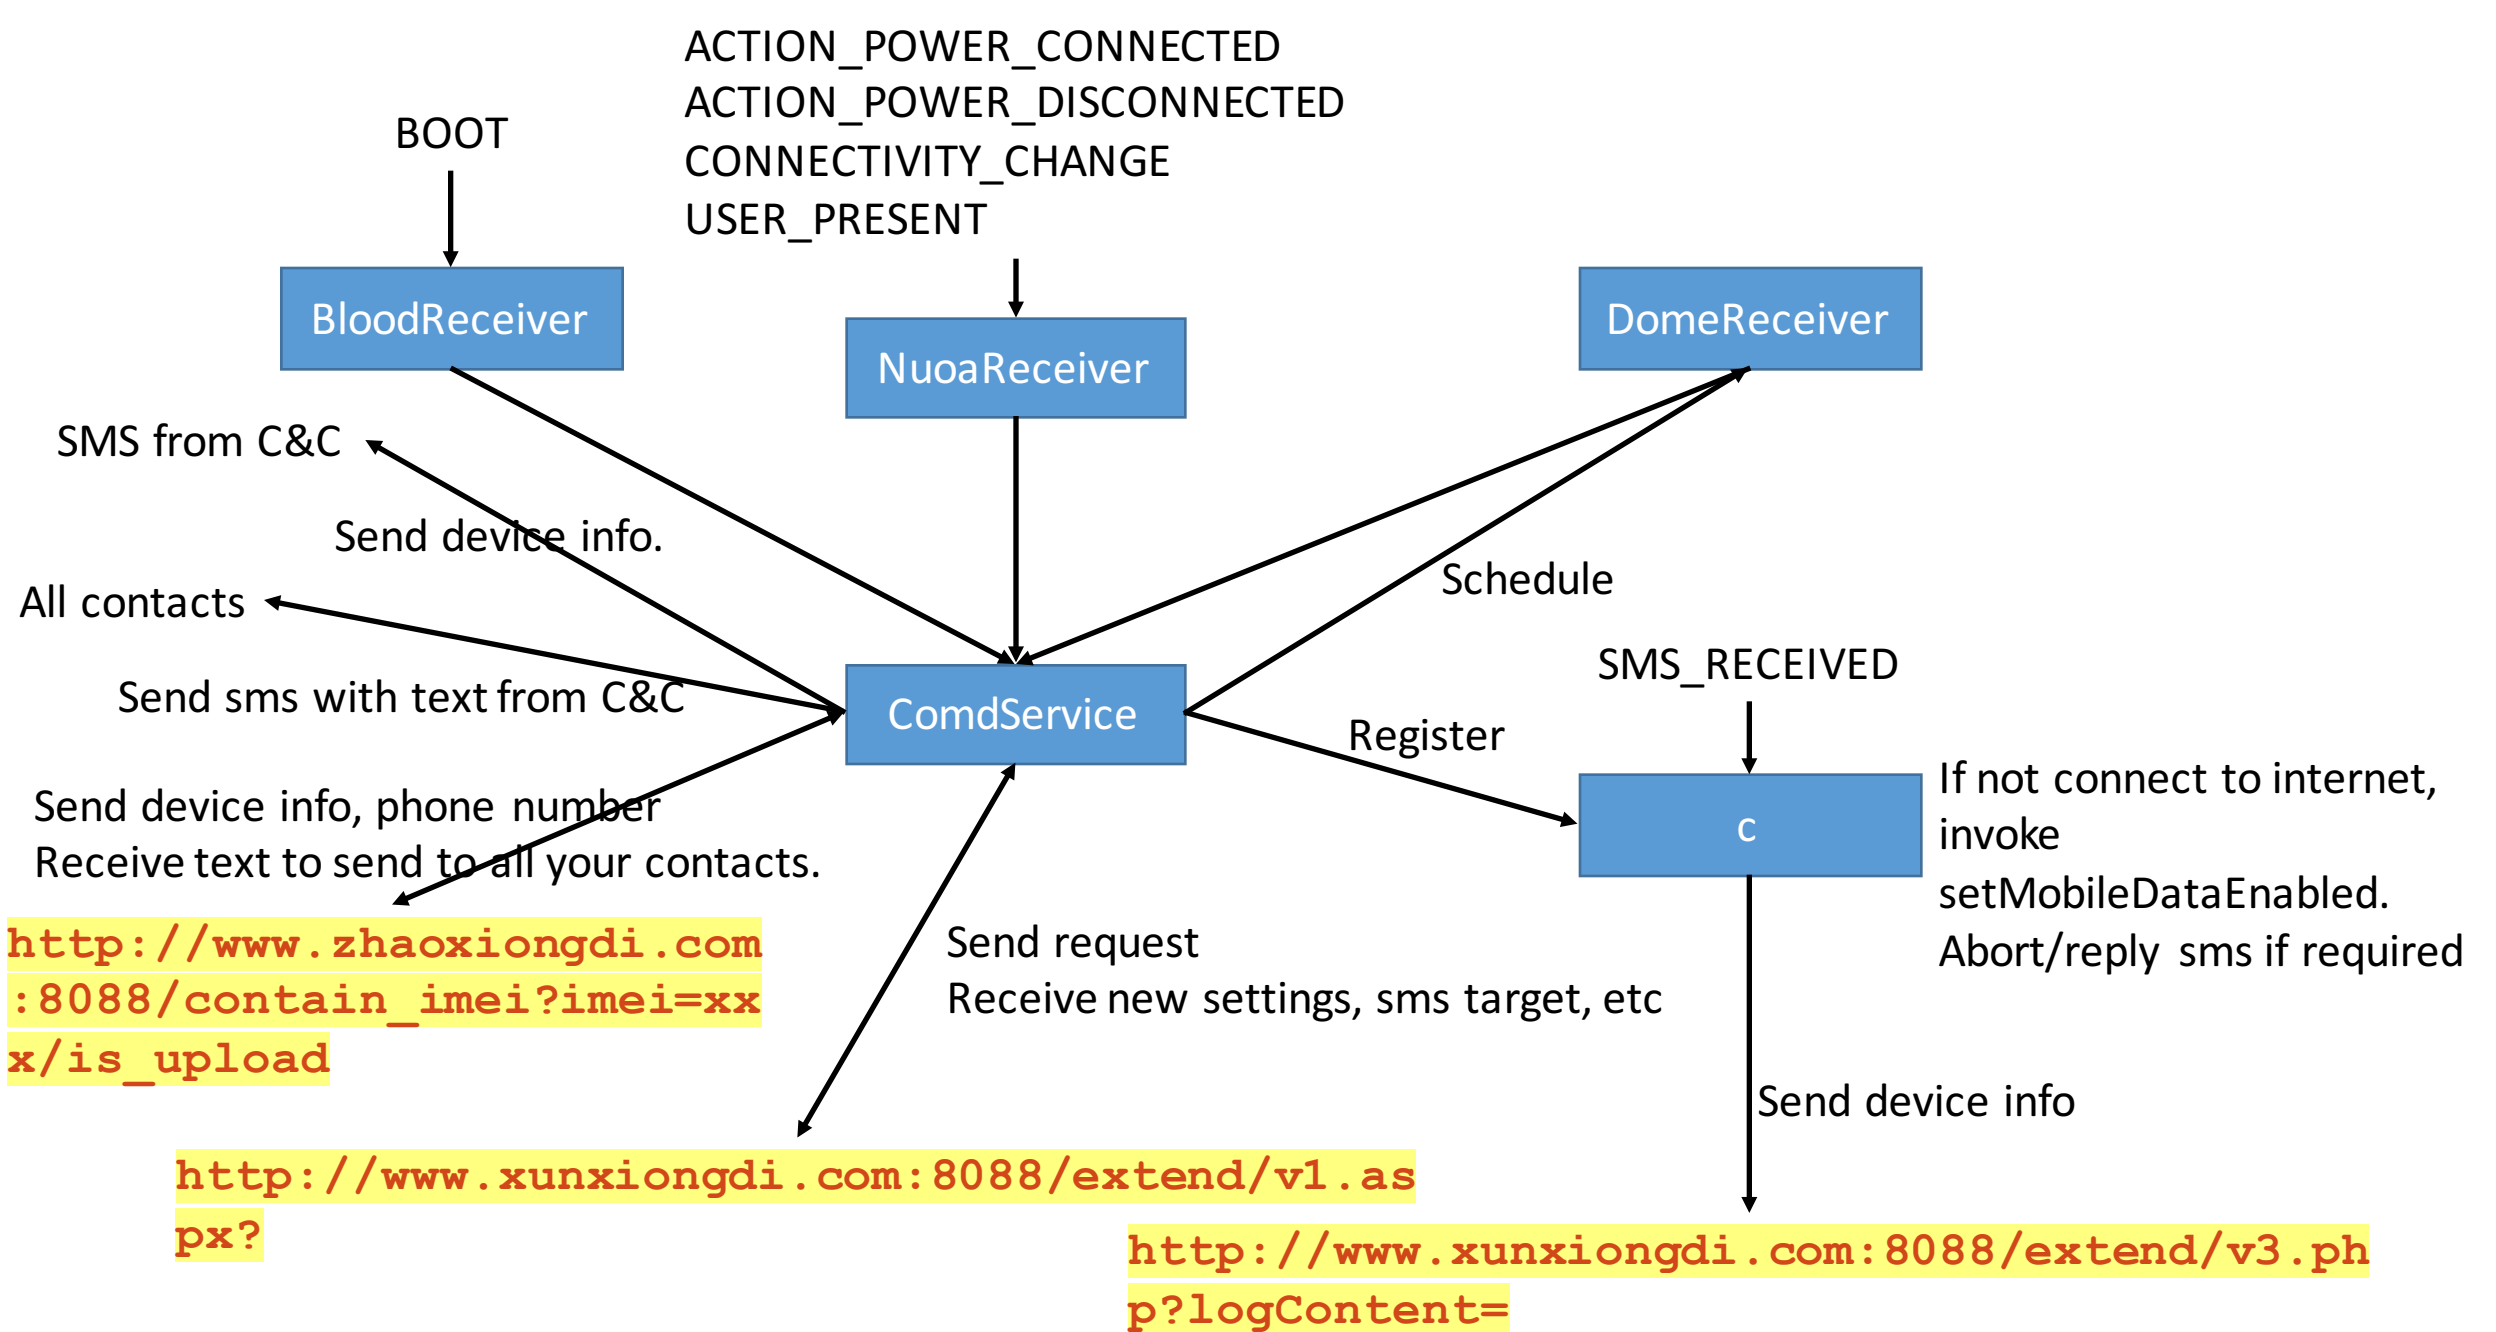 ACTION_POWER_CONNECTED
ACTION_POWER_DISCONNECTED
CONNECTIVITY_CHANGE
USER_PRESENT
BOOT
BloodReceiver
NuoaReceiver
DomeReceiver
SMS from C&C
Send device info.
All contacts
Schedule
Send sms with text from C&C
ComdService
SMS_RECEIVED
Register
c
If not connect to internet,
invoke
setMobileDataEnabled.
Abort/reply sms if required
Send device info, phone number
Receive text to send to all your contacts.
http://www.zhaoxiongdi.com
:8088/contain_imei?imei=xx
x/is_upload
Send request
Receive new settings, sms target, etc
Send device info
http://www.xunxiongdi.com:8088/extend/v1.as
px?
http://www.xunxiongdi.com:8088/extend/v3.ph
p?logContent=